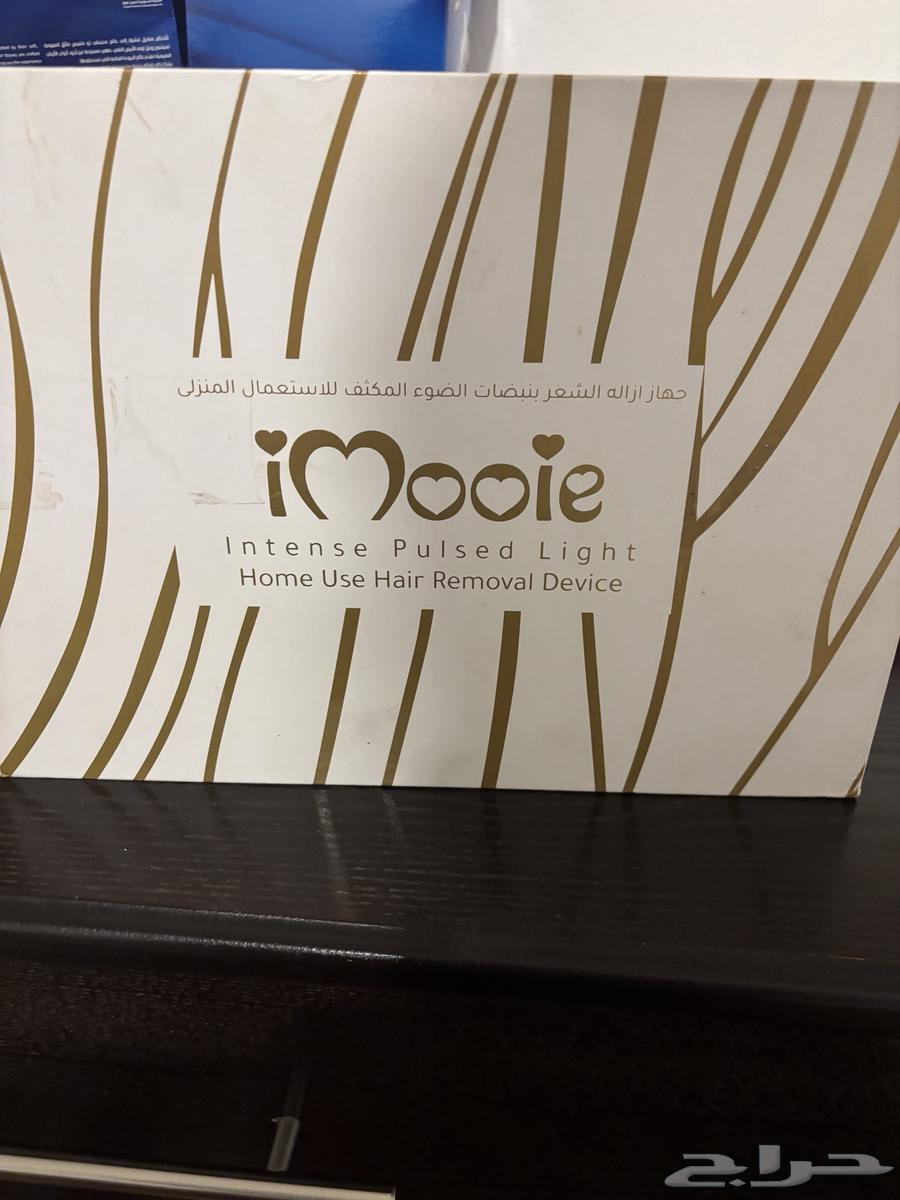 جهاز ازاله الشعر بنبضات الضوء المكثف للاستعمال المنزلى
iMooie
Intense Pulsed Light
Home Use Hair Removal Device
حراج